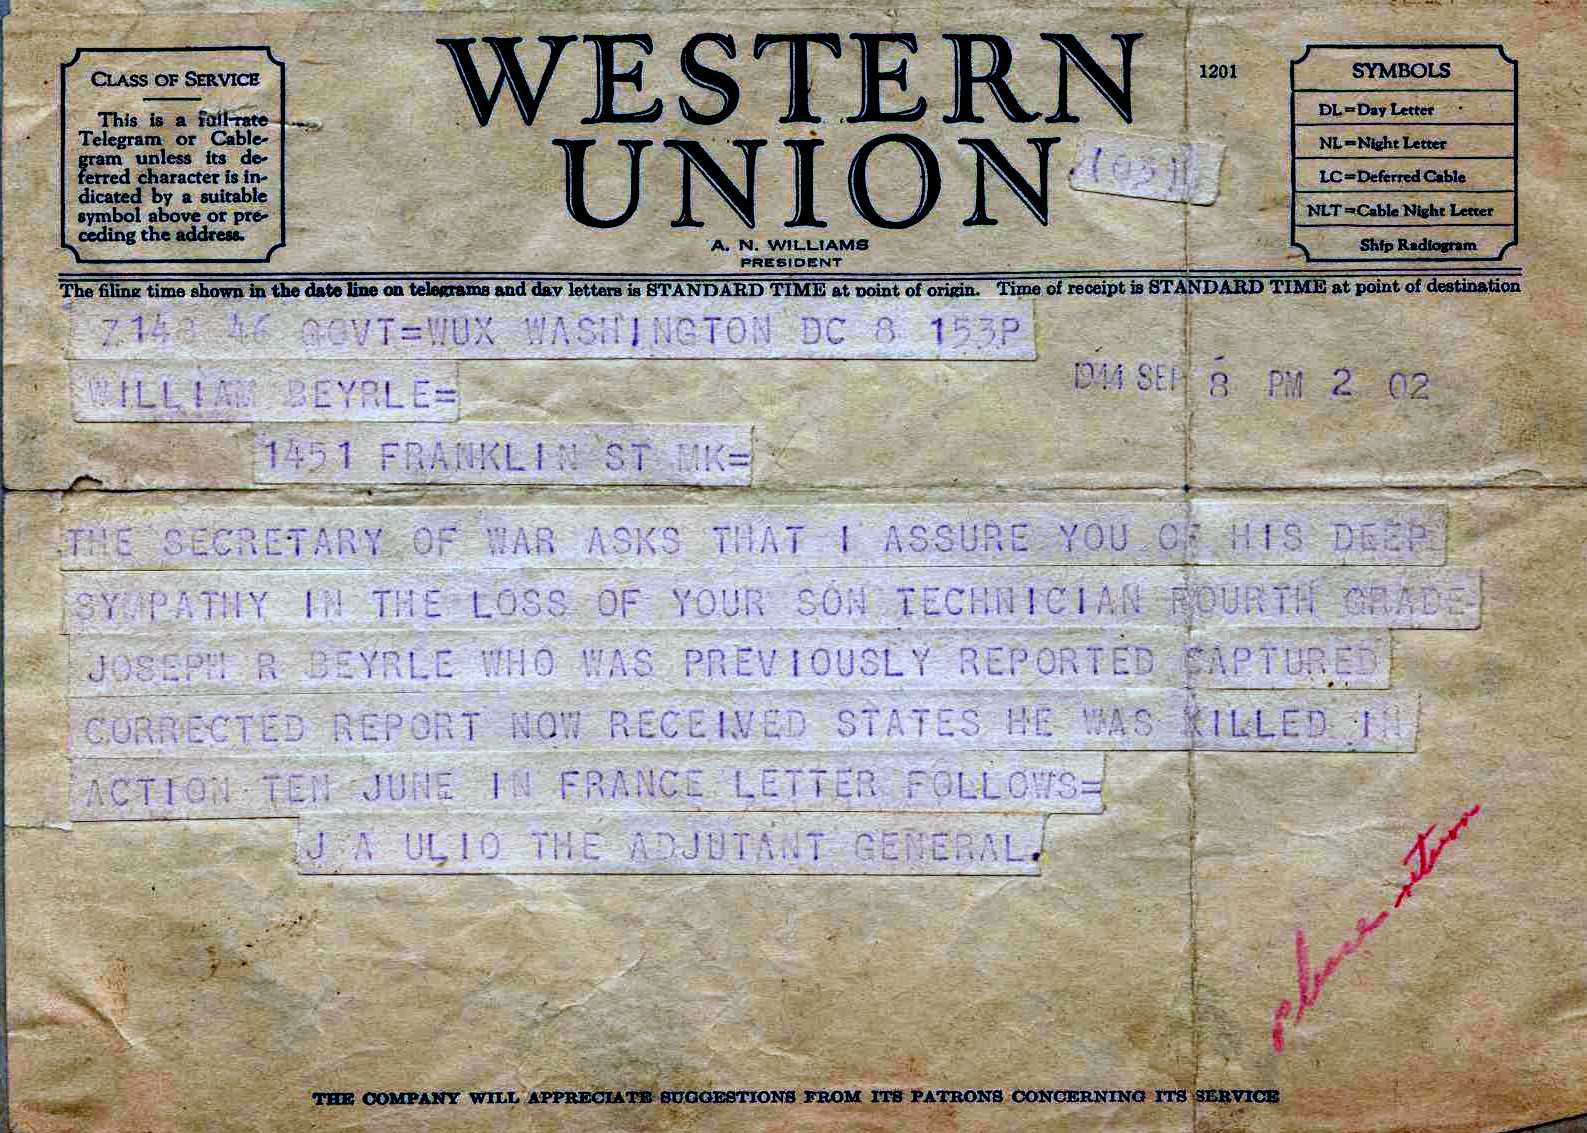 CLASS OF SERVICE
This is a full-rate
Telegram or Cable-
gram unless its de-
ferred character is in-
dicated by a suitable
symbol above or pre-
ceding the address.
WESTERN
UNION
A. N. WILLIAMS
PRESIDENT
1201
SYMBOLS
DL=Day Letter
NL=Night Letter
LC=Deferred Cable
NLT=Cable Night Letter
Ship Radiogram
The filing time shown in the date line on telegrams and day letters is STANDARD TIME at point of origin. Time of receipt is STANDARD TIME at point of destination
46 GOVT=WUX WASHINGTON DC 8 153P
WILLIAM BEYRLE=
1944 SEP 8 PM 2 02
1451 FRANKLIN ST MK=
THE SECRETARY OF WAR ASKS THAT I ASSURE YOU OF HIS DEEP
SYMPATHY IN THE LOSS OF YOUR SON TECHNICIAN FOURTH GRADE
JOSEPH R BEYRLE WHO WAS PREVIOUSLY REPORTED CAPTURED
CORRECTED REPORT NOW RECEIVED STATES HE WAS KILLED IN
ACTION TEN JUNE IN FRANCE LETTER FOLLOWS=
J A ULIO THE ADJUTANT GENERAL.
please return
THE COMPANY WILL APPRECIATE SUGGESTIONS FROM ITS PATRONS CONCERNING ITS SERVICE